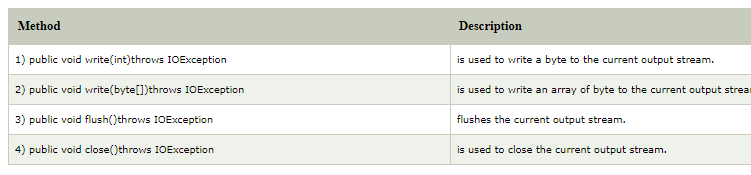 Method Description
1) public void write(int)throws IOException is used to write a byte to the current output stream.
2) public void write(byte[])throws IOException is used to write an array of byte to the current output strea
3) public void flush()throws IOException flushes the current output stream.
4) public void close()throws IOException is used to close the current output stream.